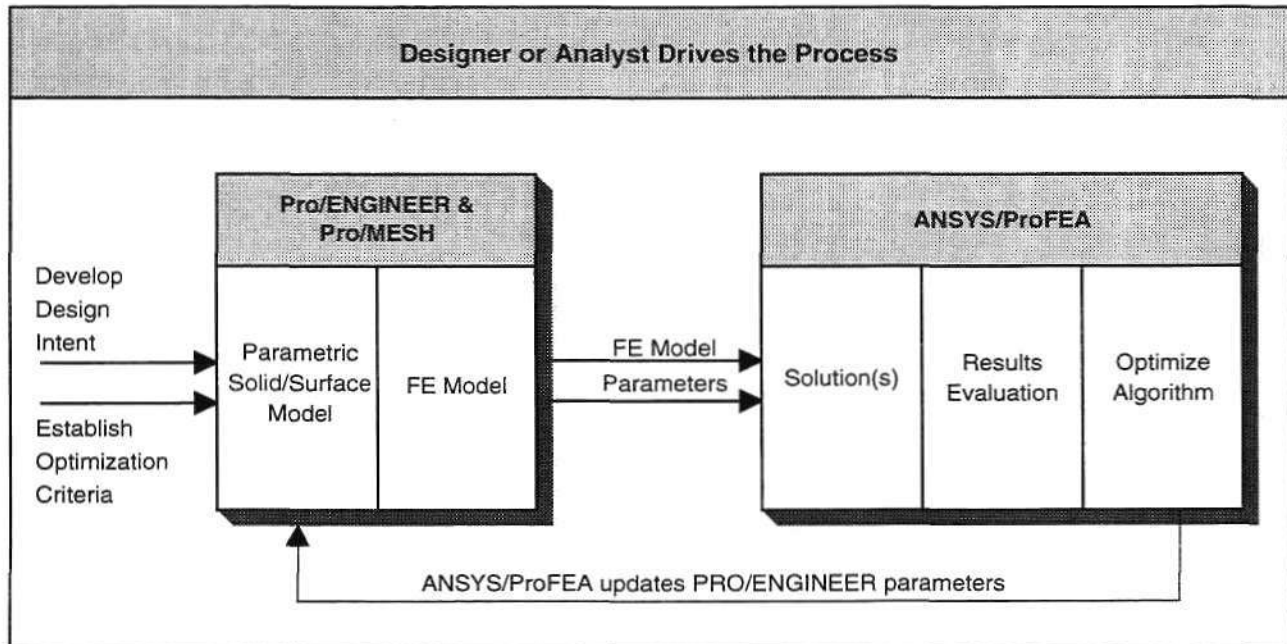 Designer or Analyst Drives the Process
Pro/ENGINEER &
Pro/MESH
ANSYS/ProFEA
Develop
Design
Intent
Establish
Optimization
Criteria
Parametric
Solid/Surface
Model
FE Model
FE Model
Parameters
Solution(s)
Results
Evaluation
Optimize
Algorithm
ANSYS/ProFEA updates PRO/ENGINEER parameters